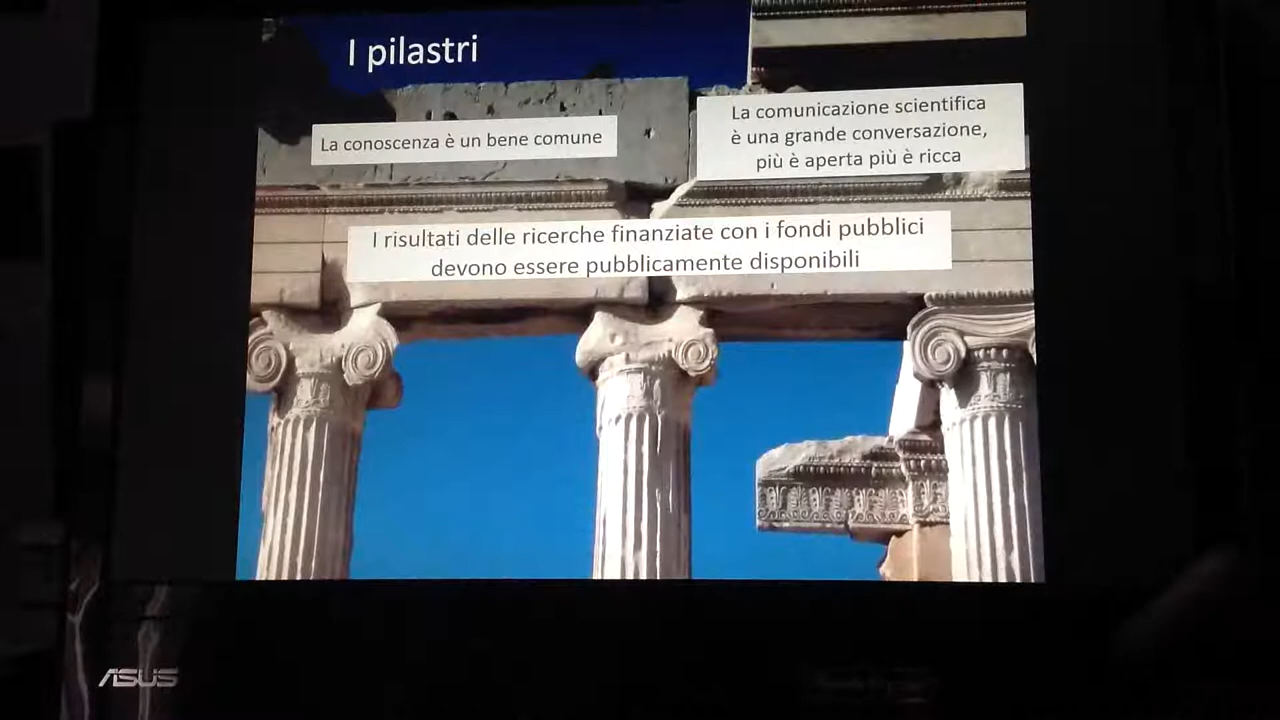 I pilastri
La conoscenza è un bene comune
La comunicazione scientifica
è una grande conversazione,
più è aperta più è ricca
I risultati delle ricerche finanziate con i fondi pubblici
devono essere pubblicamente disponibili
ASUS